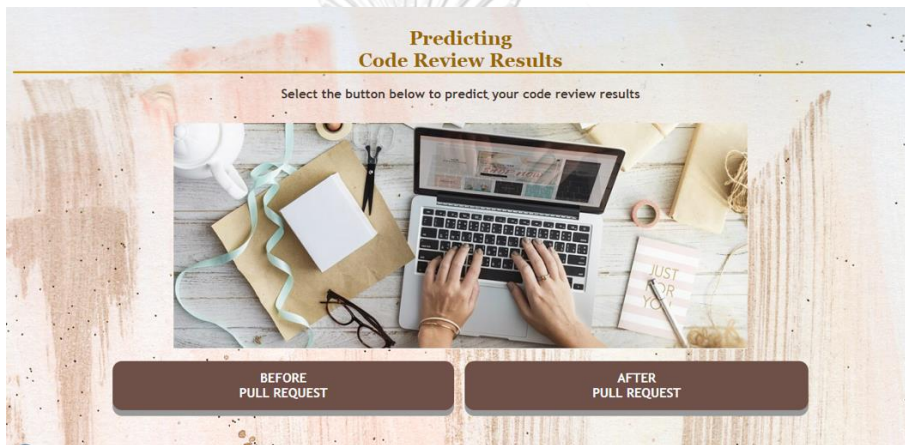 Predicting
Code Review Results
Select the button below to predict your code review results
JUST
FOR
YOU
BEFORE
PULL REQUEST
AFTER
PULL REQUEST